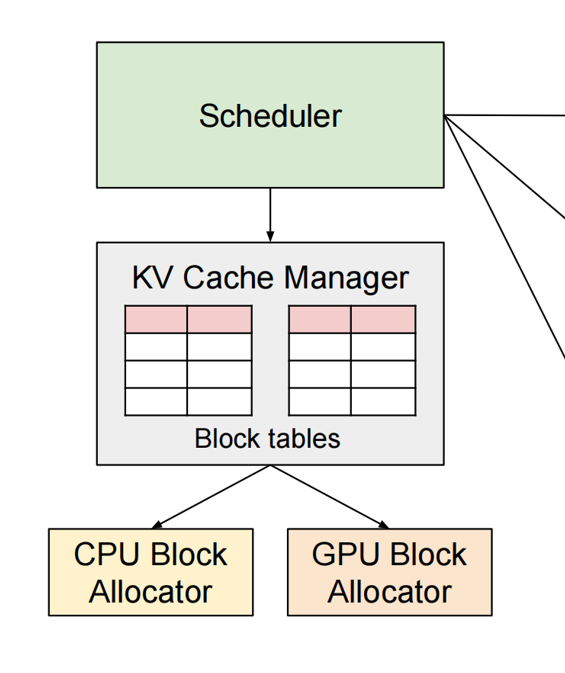 Scheduler
KV Cache Manager
Block tables
CPU Block
Allocator
GPU Block
Allocator